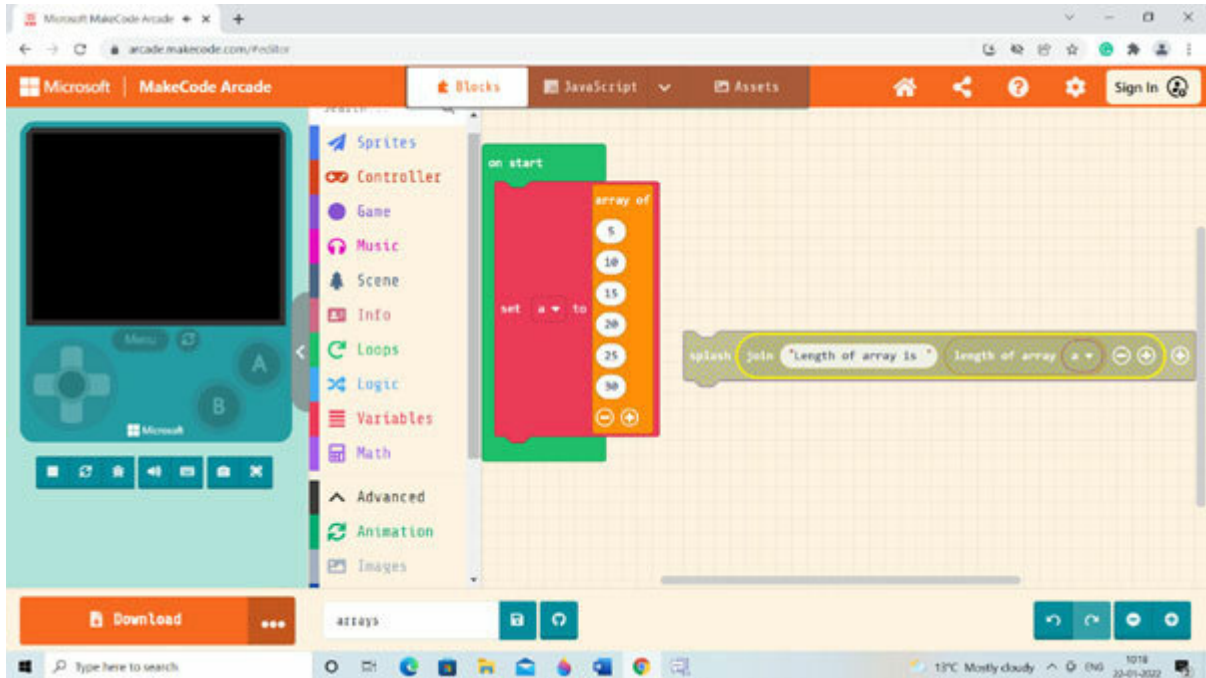 Microsoft MakeCode Arcade
arcade.makecode.com/#editor
Microsoft | MakeCode Arcade
Blocks
JavaScript
Assets
Sign In
Search...
Sprites
Controller
Game
Music
Scene
Info
Loops
Logic
Variables
Math
Advanced
Animation
Images
Menu
A
B
Microsoft
on start
set a to
array of
5
10
15
20
25
30
splash join "Length of array is " length of array a
Download
arrays
Type here to search
13°C Mostly cloudy
ENG
1018
22-01-2022